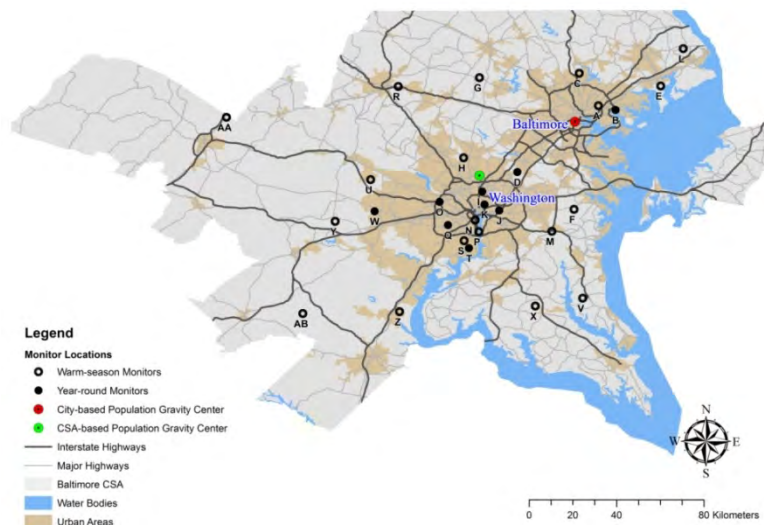 L
C
G
E
R
A
B
Baltimore
AA
H
D
U
I
Washington
O
K
J
W
F
N
Y
Q
P
M
S
T
V
X
Z
AB
Legend
Monitor Locations
Warm-season Monitors
Year-round Monitors
City-based Population Gravity Center
CSA-based Population Gravity Center
Interstate Highways
Major Highways
Baltimore CSA
Water Bodies
Urban Areas
N
W
E
S
0 20 40 80 Kilometers